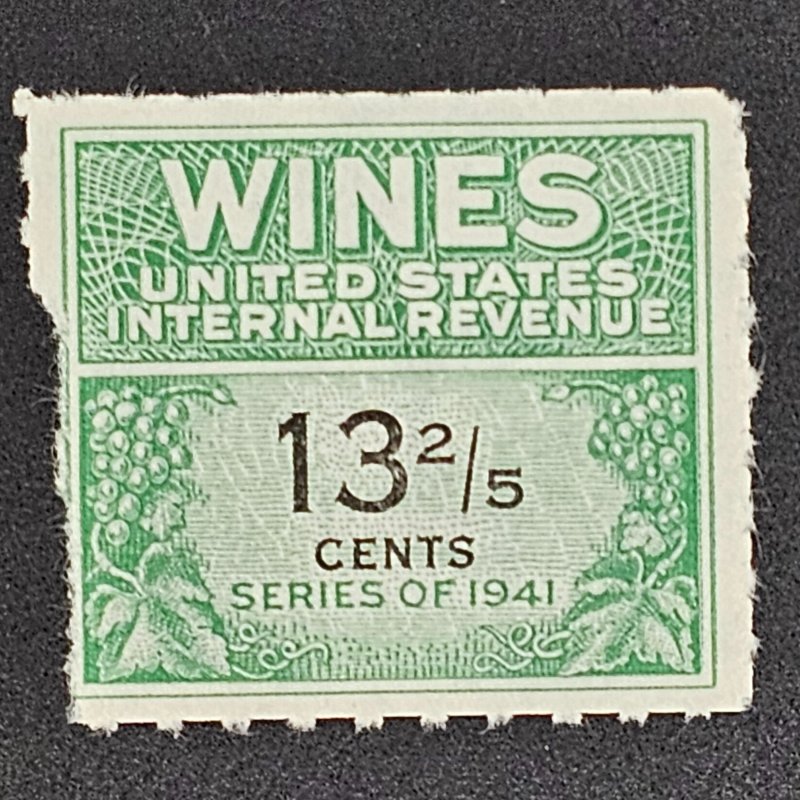 WINES
UNITED STATES
INTERNAL REVENUE
13 2/5
CENTS
SERIES OF 1941